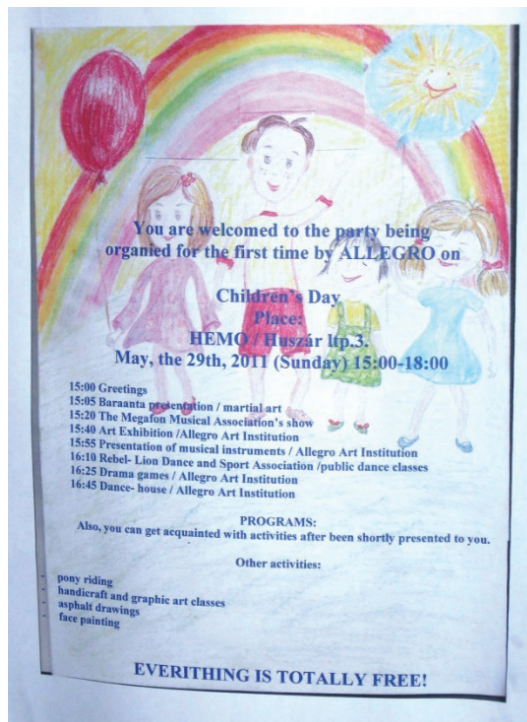 You are welcomed to the party being
organied for the first time by ALLEGRO on
Children's Day
Place:
HEMO / Huszár ltp.3.
May, the 29th, 2011 (Sunday) 15:00-18:00
15:00 Greetings
15:05 Baraanta presentation / martial art
15:20 The Megafon Musical Association's show
15:40 Art Exhibition /Allegro Art Institution
15:55 Presentation of musical instruments / Allegro Art Institution
16:10 Rebel- Lion Dance and Sport Association /public dance classes
16:25 Drama games / Allegro Art Institution
16:45 Dance- house / Allegro Art Institution
PROGRAMS:
Also, you can get acquainted with activities after been shortly presented to you.
Other activities:
- pony riding
- handicraft and graphic art classes
- asphalt drawings
- face painting
EVERITHING IS TOTALLY FREE!